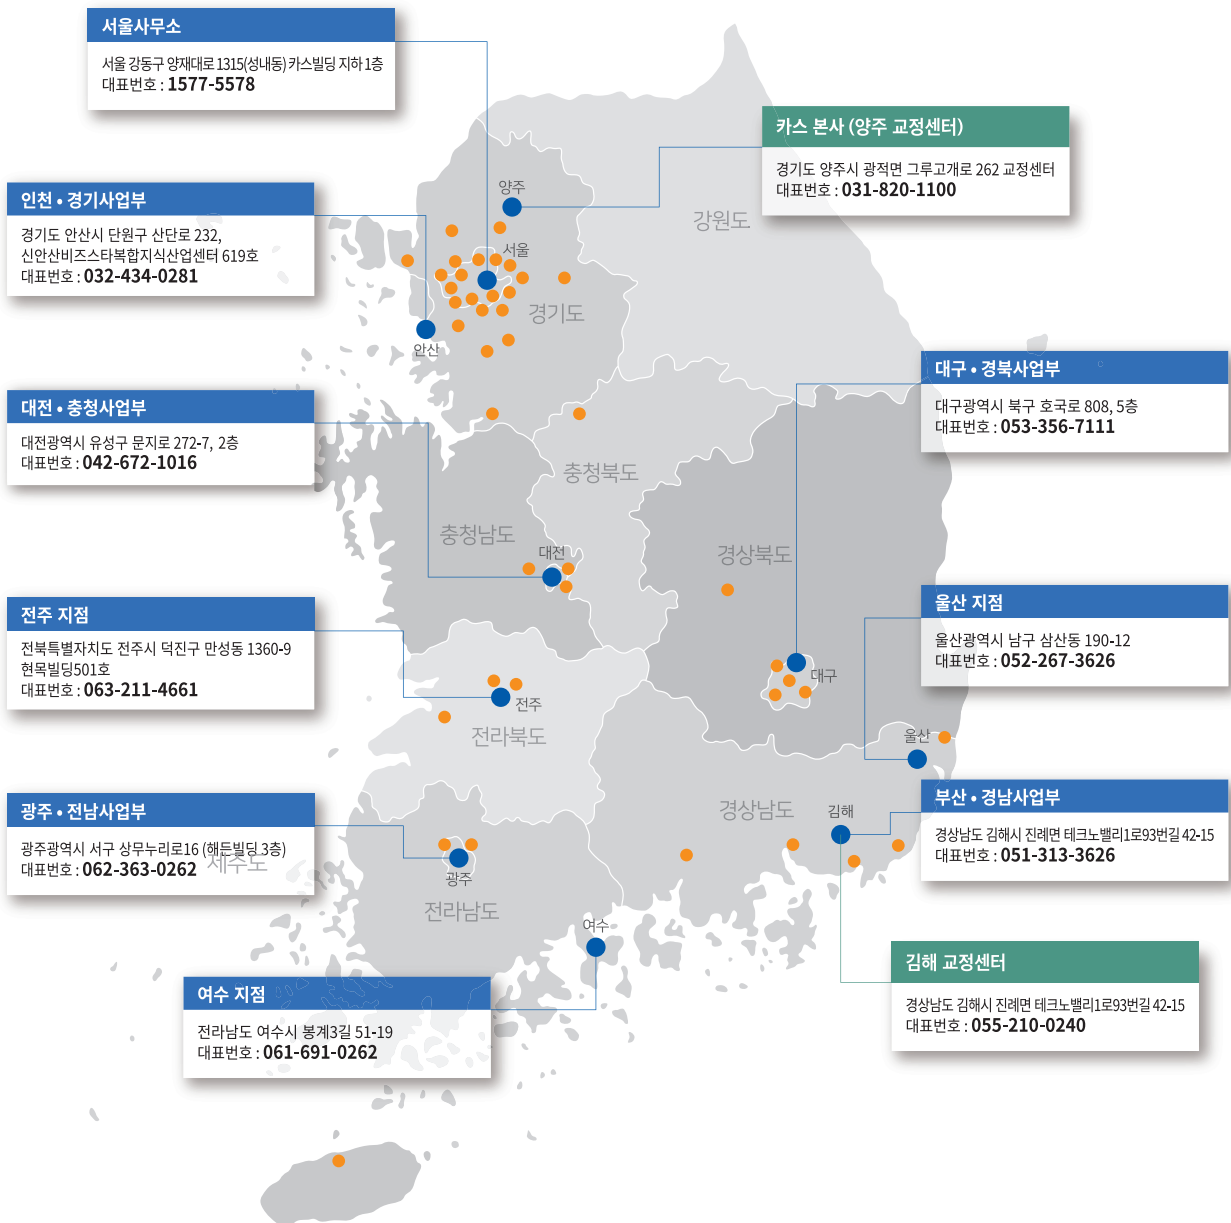 서울사무소
서울 강동구 양재대로 1315(성내동) 카스빌딩 지하 1층
대표번호 : 1577-5578
카스 본사 (양주 교정센터)
경기도 양주시 광적면 그루고개로 262 교정센터
대표번호 : 031-820-1100
인천 • 경기사업부
경기도 안산시 단원구 산단로 232,
신안산비즈스타복합지식산업센터 619호
대표번호 : 032-434-0281
양주
서울
강원도
경기도
안산
대구 • 경북사업부
대구광역시 북구 호국로 808, 5층
대표번호 : 053-356-7111
대전 • 충청사업부
대전광역시 유성구 문지로 272-7, 2층
대표번호 : 042-672-1016
충청북도
충청남도
대전
경상북도
전주 지점
전북특별자치도 전주시 덕진구 만성동 1360-9
현목빌딩501호
대표번호 : 063-211-4661
울산 지점
울산광역시 남구 삼산동 190-12
대표번호 : 052-267-3626
대구
전주
전라북도
울산
광주 • 전남사업부
광주광역시 서구 상무누리로16 (해든빌딩 3층)
대표번호 : 062-363-0262
제주도
경상남도
김해
부산 • 경남사업부
경상남도 김해시 진례면 테크노밸리1로93번길 42-15
대표번호 : 051-313-3626
광주
전라남도
여수
여수 지점
전라남도 여수시 봉계3길 51-19
대표번호 : 061-691-0262
김해 교정센터
경상남도 김해시 진례면 테크노밸리1로93번길 42-15
대표번호 : 055-210-0240